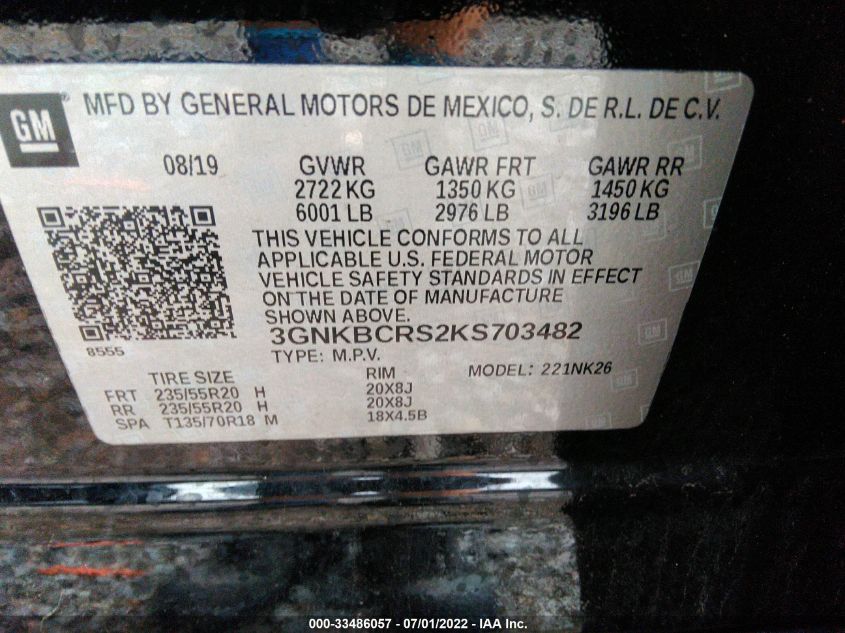 GM
MFD BY GENERAL MOTORS DE MEXICO, S. DE R.L. DE C.V.
08/19 GVWR GAWR FRT GAWR RR
2722 KG 1350 KG 1450 KG
6001 LB 2976 LB 3196 LB
THIS VEHICLE CONFORMS TO ALL
APPLICABLE U.S. FEDERAL MOTOR
VEHICLE SAFETY STANDARDS IN EFFECT
ON THE DATE OF MANUFACTURE
SHOWN ABOVE.
3GNKBCRS2KS703482
8555 TYPE: M.P.V. MODEL: 221NK26
TIRE SIZE RIM
FRT 235/55R20 H 20X8J
RR 235/55R20 H 20X8J
SPA T135/70R18 M 18X4.5B
000-33486057 - 07/01/2022 - IAA Inc.